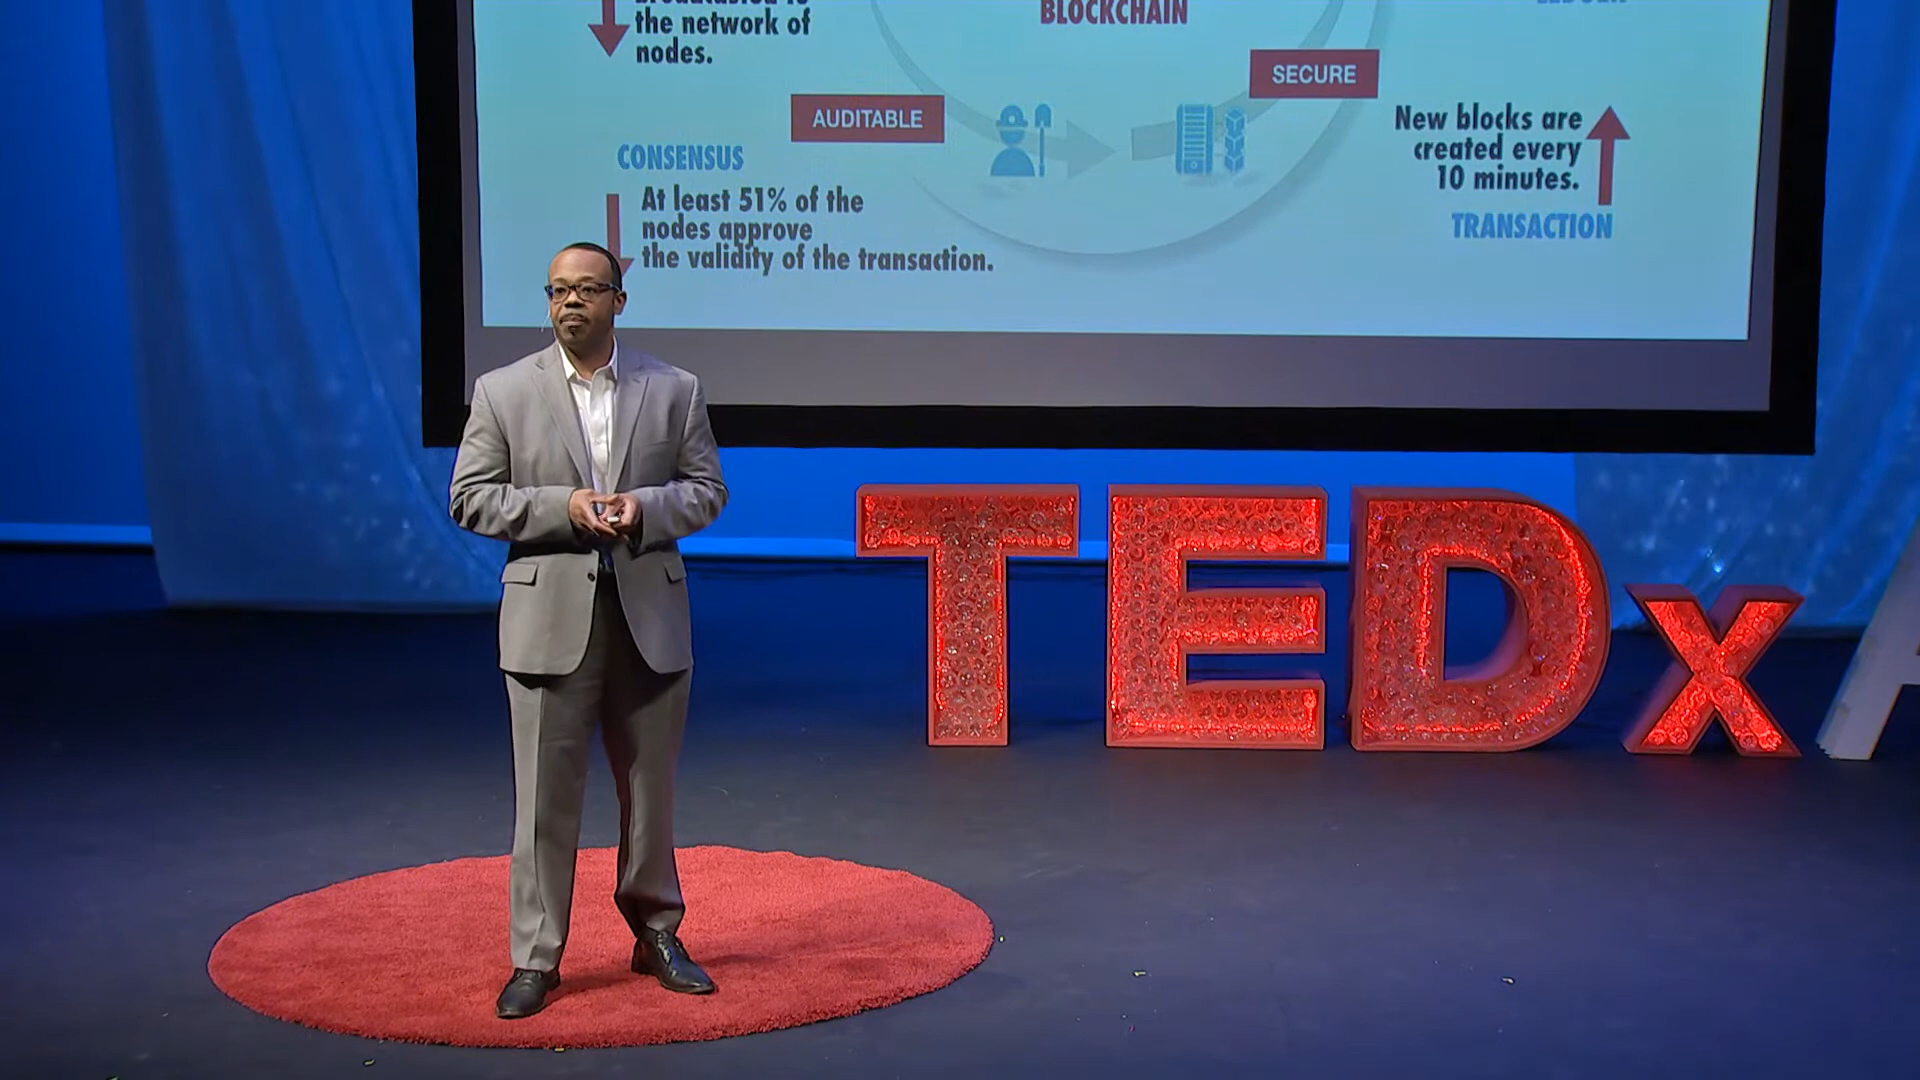 the network of
nodes.
BLOCKCHAIN
SECURE
AUDITABLE
CONSENSUS
At least 51% of the
nodes approve
the validity of the transaction.
New blocks are
created every
10 minutes.
TRANSACTION
TEDx